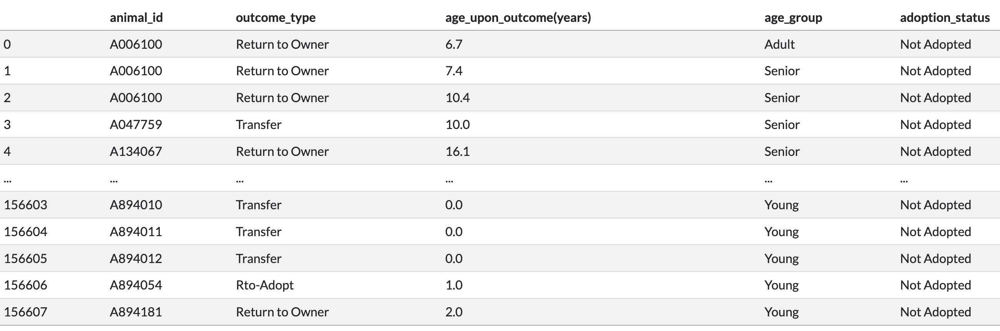 animal_id outcome_type age_upon_outcome(years) age_group adoption_status
0 A006100 Return to Owner 6.7 Adult Not Adopted
1 A006100 Return to Owner 7.4 Senior Not Adopted
2 A006100 Return to Owner 10.4 Senior Not Adopted
3 A047759 Transfer 10.0 Senior Not Adopted
4 A134067 Return to Owner 16.1 Senior Not Adopted
... ... ... ... ... ...
156603 A894010 Transfer 0.0 Young Not Adopted
156604 A894011 Transfer 0.0 Young Not Adopted
156605 A894012 Transfer 0.0 Young Not Adopted
156606 A894054 Rto-Adopt 1.0 Young Not Adopted
156607 A894181 Return to Owner 2.0 Young Not Adopted